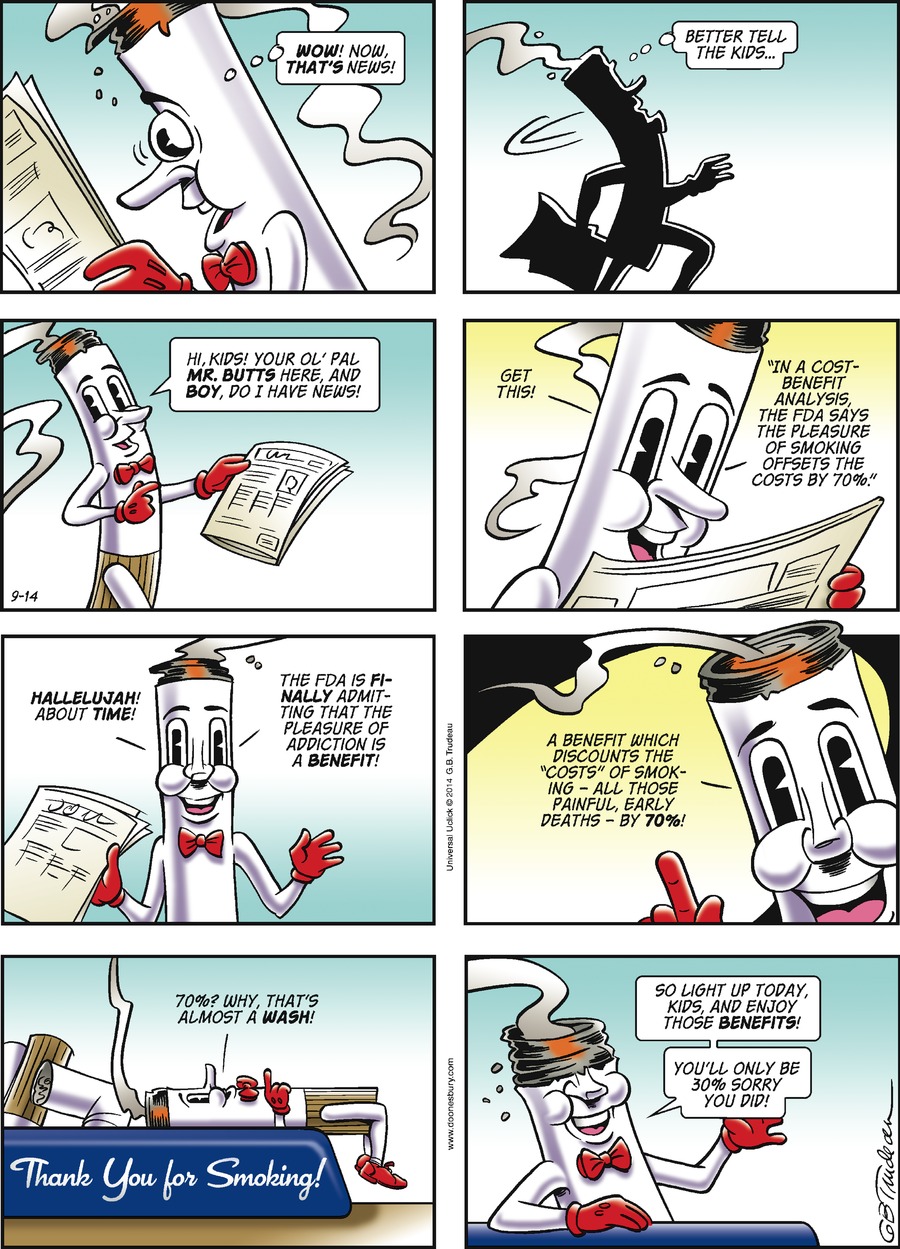 WOW! NOW,
THAT'S NEWS!
BETTER TELL
THE KIDS...
HI, KIDS! YOUR OL' PAL
MR. BUTTS HERE, AND
BOY, DO I HAVE NEWS!
9-14
GET
THIS!
"IN A COST-
BENEFIT
ANALYSIS,
THE FDA SAYS
THE PLEASURE
OF SMOKING
OFFSETS THE
COSTS BY 70%."
HALLELUJAH!
ABOUT TIME!
THE FDA IS FI-
NALLY ADMIT-
TING THAT THE
PLEASURE OF
ADDICTION IS
A BENEFIT!
Universal Uclick © 2014 G.B. Trudeau
A BENEFIT WHICH
DISCOUNTS THE
"COSTS" OF SMOK-
ING – ALL THOSE
PAINFUL, EARLY
DEATHS – BY 70%!
70%? WHY, THAT'S
ALMOST A WASH!
Thank You for Smoking!
www.doonesbury.com
SO LIGHT UP TODAY,
KIDS, AND ENJOY
THOSE BENEFITS!
YOU'LL ONLY BE
30% SORRY
YOU DID!
GB Trudeau